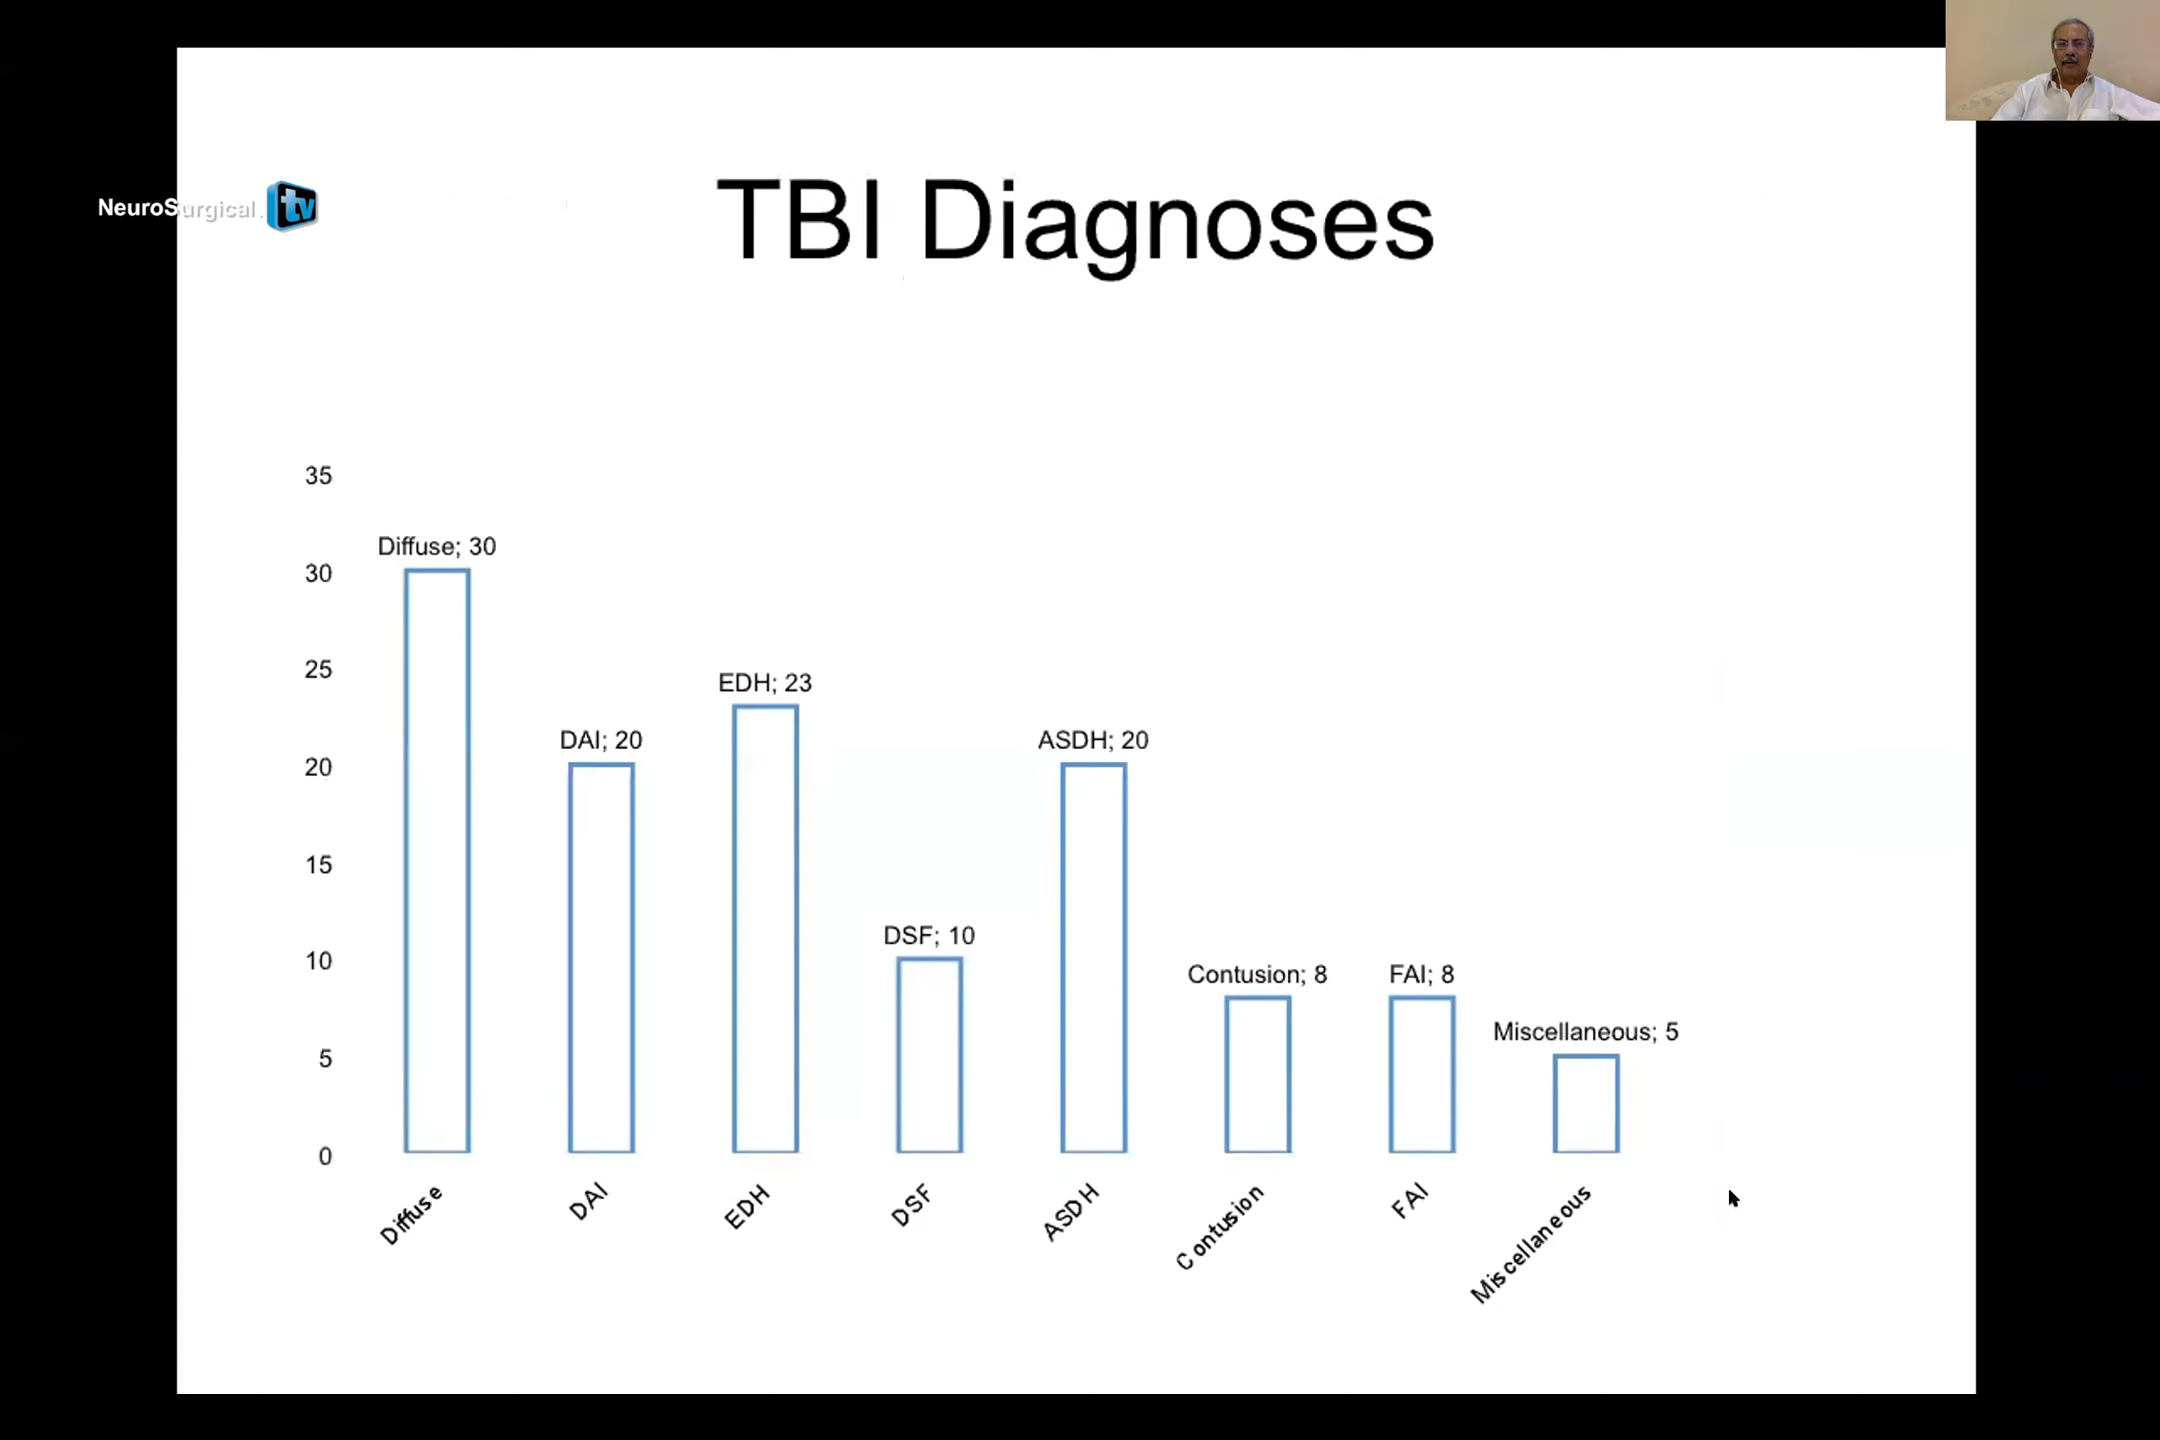 NeuroSurgical.tv
TBI Diagnoses
35
30
25
20
15
10
5
0
Diffuse; 30
DAI; 20
EDH; 23
DSF; 10
ASDH; 20
Contusion; 8
FAI; 8
Miscellaneous; 5
Diffuse
DAI
EDH
DSF
ASDH
Contusion
FAI
Miscellaneous